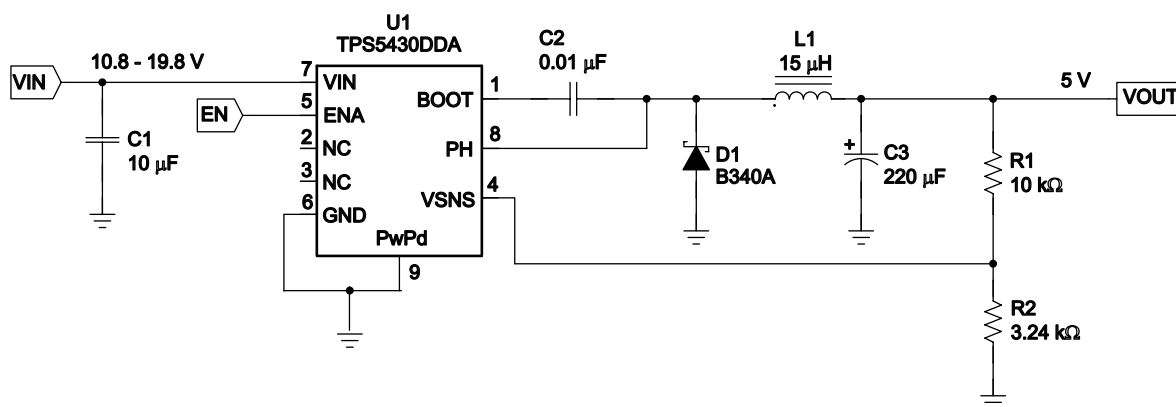 U1
TPS5430DDA
VIN
10.8 - 19.8 V
C1
10 μF
EN
7
5
2
3
6
VIN
ENA
NC
NC
GND
PwPd
9
BOOT
PH
VSNS
1
8
4
C2
0.01 μF
D1
B340A
L1
15 μH
+
C3
220 μF
5 V
VOUT
R1
10 kΩ
R2
3.24 kΩ